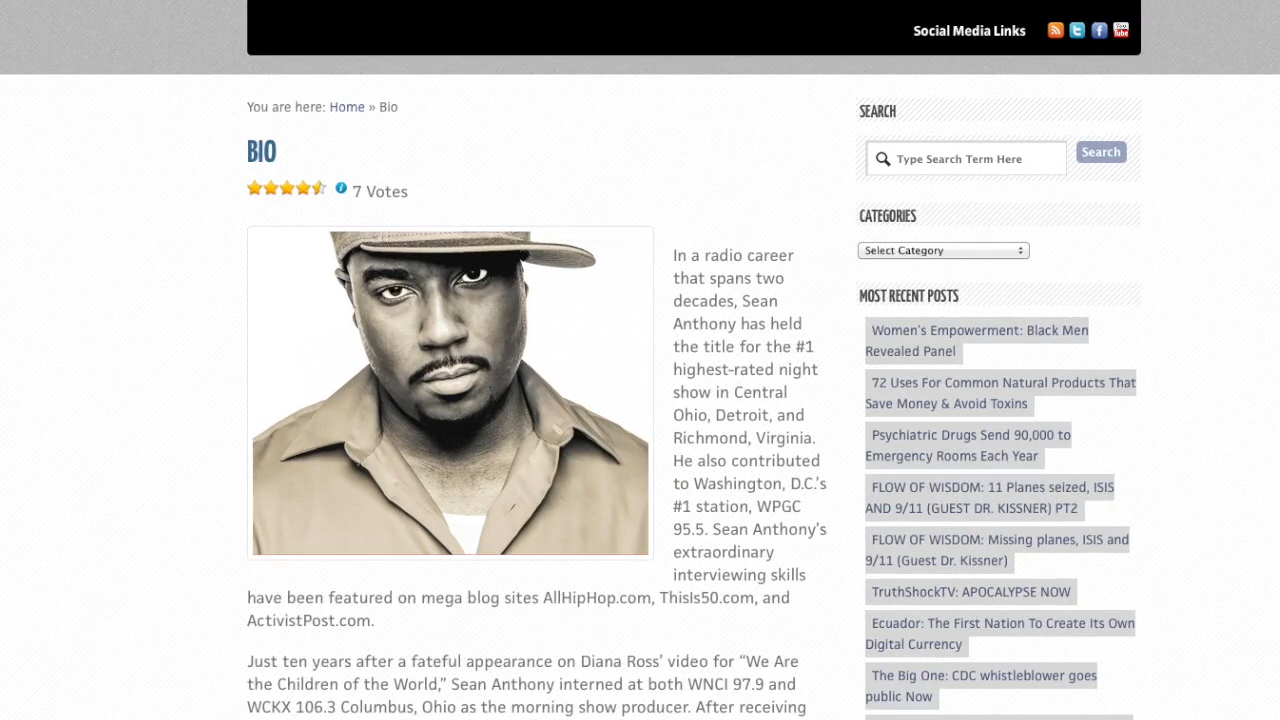 Social Media Links
You Tube
You are here: Home » Bio
BIO
7 Votes
In a radio career
that spans two
decades, Sean
Anthony has held
the title for the #1
highest-rated night
show in Central
Ohio, Detroit, and
Richmond, Virginia.
He also contributed
to Washington, D.C.’s
#1 station, WPGC
95.5. Sean Anthony’s
extraordinary
interviewing skills
have been featured on mega blog sites AllHipHop.com, ThisIs50.com, and
ActivistPost.com.
Just ten years after a fateful appearance on Diana Ross’ video for “We Are
the Children of the World,” Sean Anthony interned at both WNCI 97.9 and
WCKX 106.3 Columbus, Ohio as the morning show producer. After receiving
SEARCH
Type Search Term Here
Search
CATEGORIES
Select Category
MOST RECENT POSTS
Women’s Empowerment: Black Men
Revealed Panel
72 Uses For Common Natural Products That
Save Money & Avoid Toxins
Psychiatric Drugs Send 90,000 to
Emergency Rooms Each Year
FLOW OF WISDOM: 11 Planes seized, ISIS
AND 9/11 (GUEST DR. KISSNER) PT2
FLOW OF WISDOM: Missing planes, ISIS and
9/11 (Guest Dr. Kissner)
TruthShockTV: APOCALYPSE NOW
Ecuador: The First Nation To Create Its Own
Digital Currency
The Big One: CDC whistleblower goes
public Now